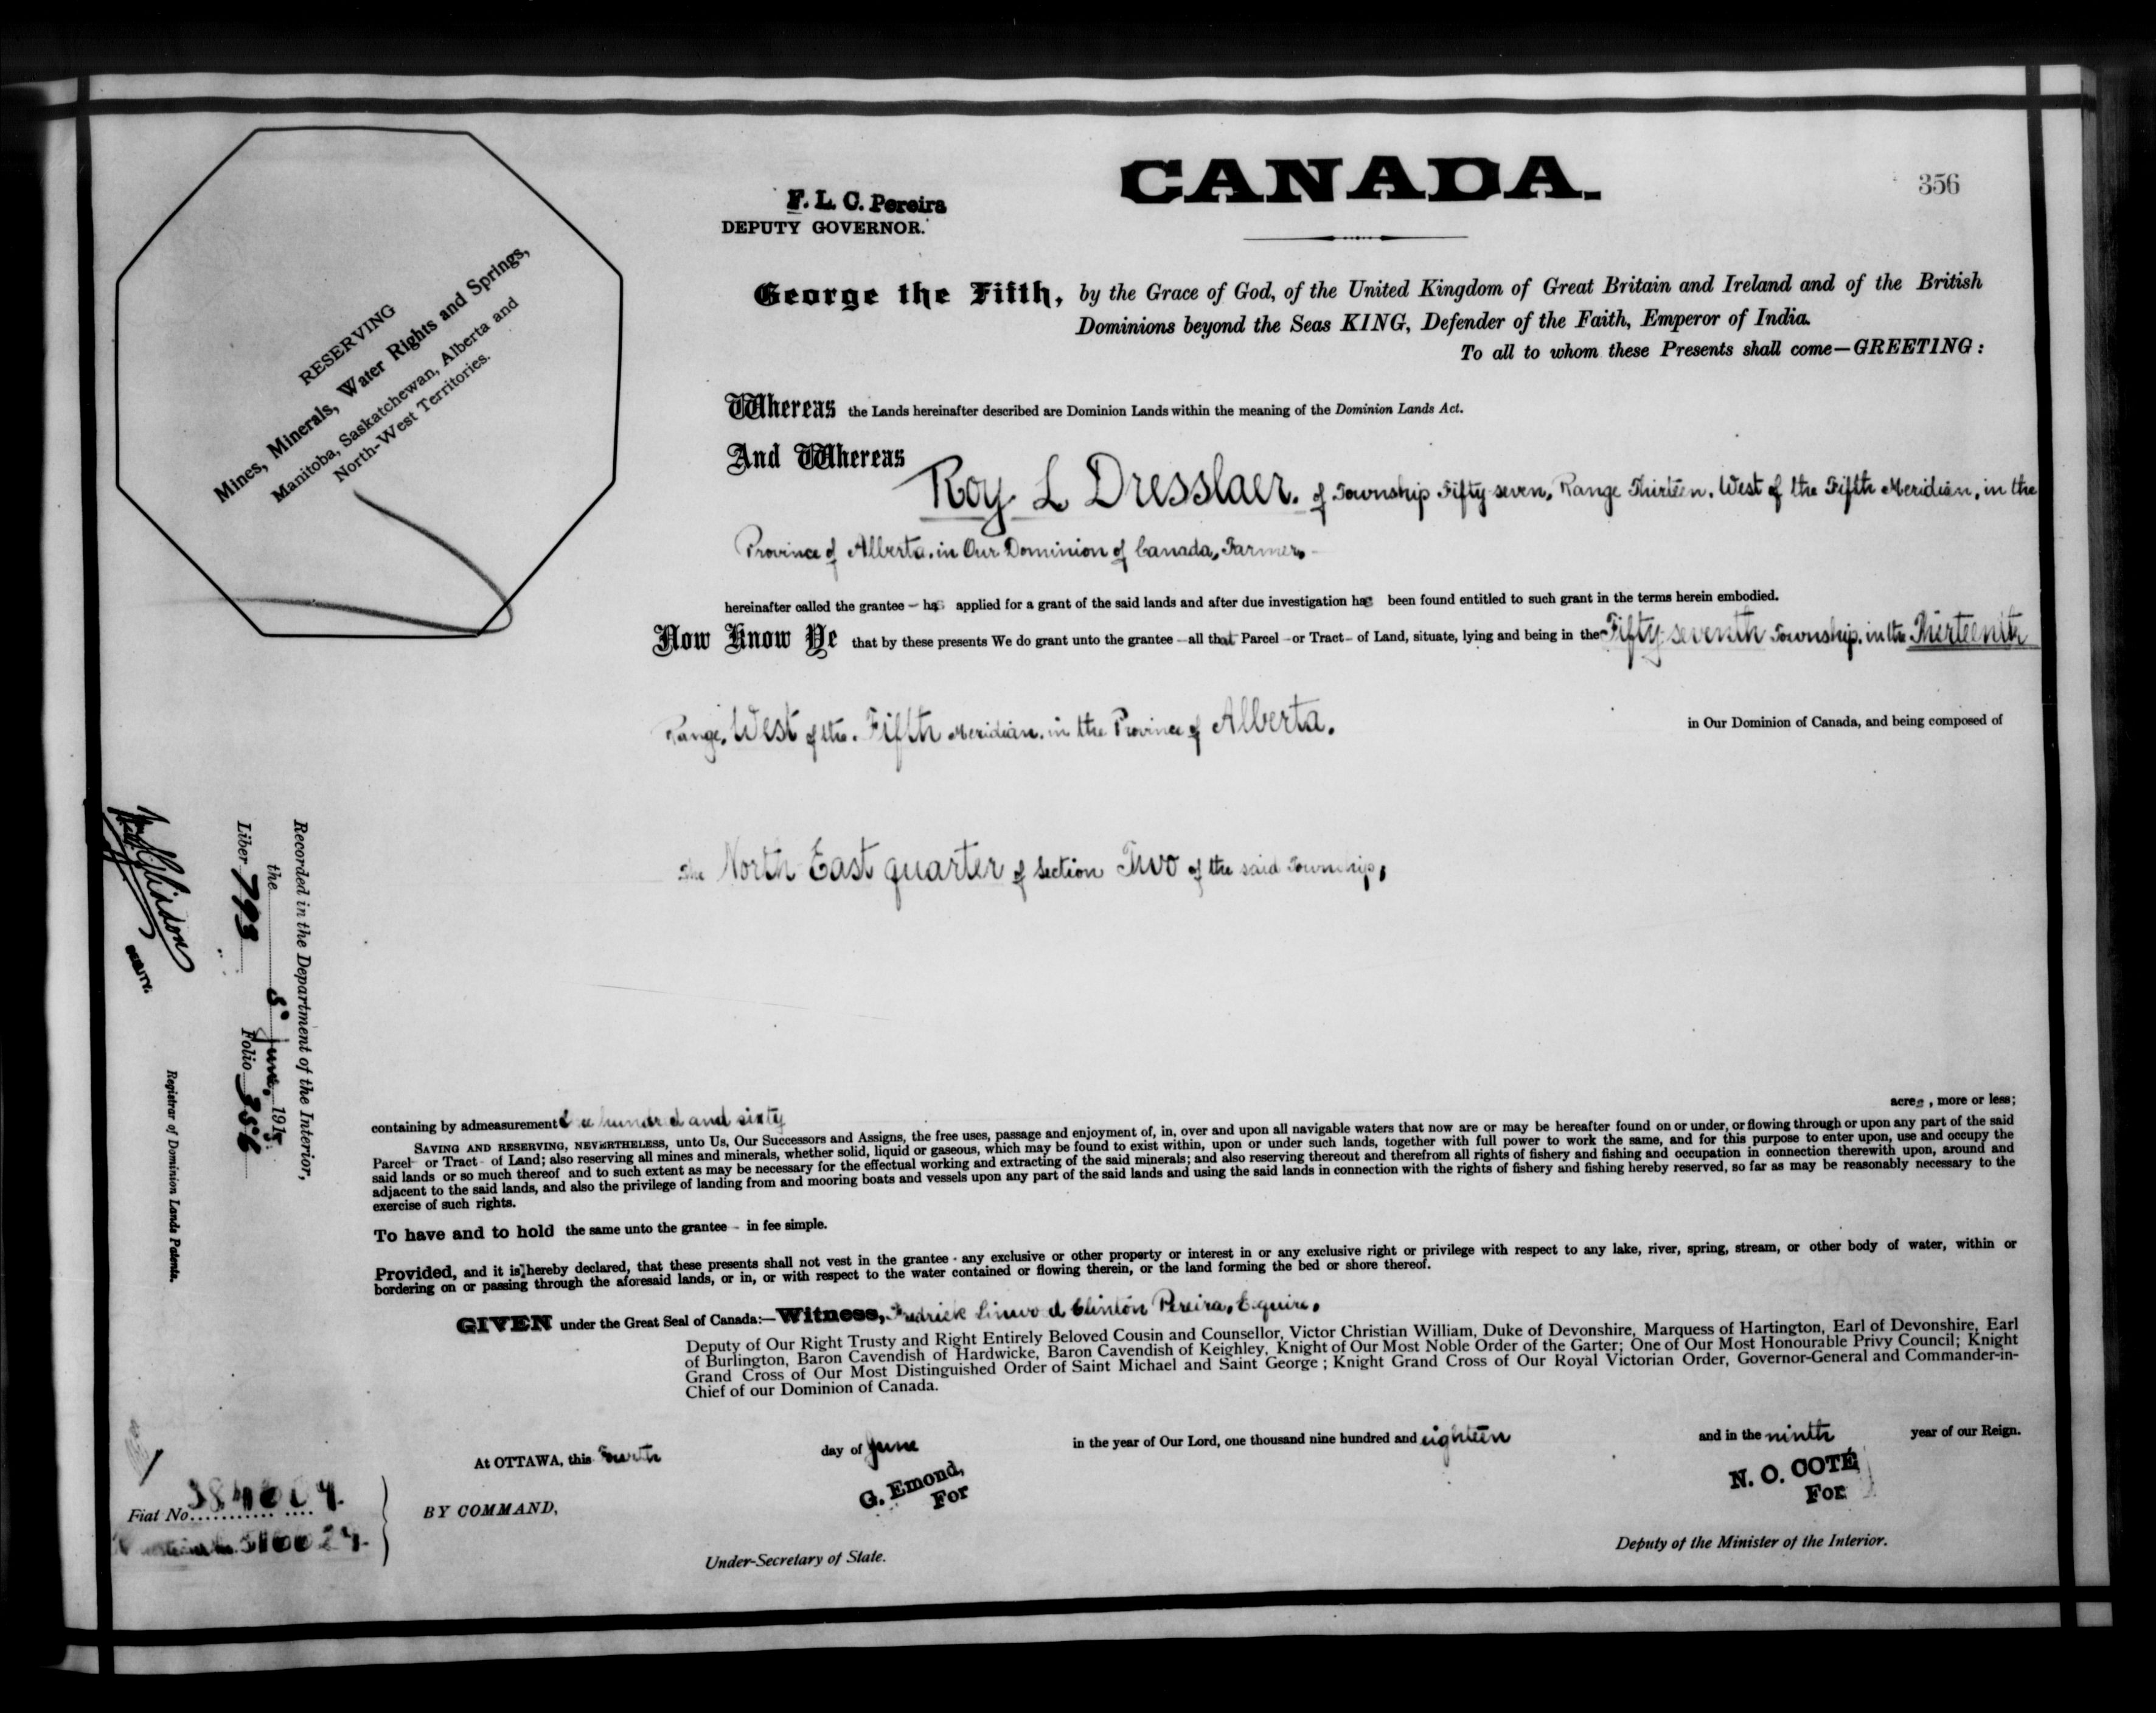 CANADA.
356
F. L. C. Pereira
DEPUTY GOVERNOR.
RESERVING
Mines, Minerals, Water Rights and Springs,
Manitoba, Saskatchewan, Alberta and
North-West Territories.
George the Fifth, by the Grace of God, of the United Kingdom of Great Britain and Ireland and of the British
Dominions beyond the Seas KING, Defender of the Faith, Emperor of India.
To all to whom these Presents shall come—GREETING:
Whereas the Lands hereinafter described are Dominion Lands within the meaning of the Dominion Lands Act.
And Whereas
Roy L Dresslaer. of Township Fifty-seven, Range Thirteen, West of the Fifth Meridian, in the
Province of Alberta, in Our Dominion of Canada, Farmer,
hereinafter called the grantee - has applied for a grant of the said lands and after due investigation has been found entitled to such grant in the terms herein embodied.
Now Know Ye that by these presents We do grant unto the grantee - all that Parcel - or Tract - of Land, situate, lying and being in the Fifty-seventh Township, in the Thirteenth
Range, West of the Fifth Meridian, in the Province of Alberta, in Our Dominion of Canada, and being composed of
The North East quarter of section Two of the said Township,
acres, more or less;
containing by admeasurement hundred and sixty
SAVING AND RESERVING, NEVERTHELESS, unto Us, Our Successors and Assigns, the free uses, passage and enjoyment of, in, over and upon all navigable waters that now are or may be hereafter found on or under, or flowing through or upon any part of the said
Parcel - or Tract - of Land; also reserving all mines and minerals, whether solid, liquid or gaseous, which may be found to exist within, upon or under such lands, together with full power to work the same, and for this purpose to enter upon, use and occupy the
said lands or so much thereof and to such extent as may be necessary for the effectual working and extracting of the said minerals; and also reserving thereout and therefrom all rights of fishery and fishing and occupation in connection therewith upon, around and
adjacent to the said lands, and also the privilege of landing from and mooring boats and vessels upon any part of the said lands and using the said lands in connection with the rights of fishery and fishing hereby reserved, so far as may be reasonably necessary to the
exercise of such rights.
To have and to hold the same unto the grantee - in fee simple.
Provided, and it is hereby declared, that these presents shall not vest in the grantee - any exclusive or other property or interest in or any exclusive right or privilege with respect to any lake, river, spring, stream, or other body of water, within or
bordering on or passing through the aforesaid lands, or in, or with respect to the water contained or flowing therein, or the land forming the bed or shore thereof.
GIVEN under the Great Seal of Canada:—Witness, Fredrick Clinton Pereira, Esquire,
Deputy of Our Right Trusty and Right Entirely Beloved Cousin and Counsellor, Victor Christian William, Duke of Devonshire, Marquess of Hartington, Earl of Devonshire, Earl
of Burlington, Baron Cavendish of Hardwicke, Baron Cavendish of Keighley, Knight of Our Most Noble Order of the Garter; One of Our Most Honourable Privy Council; Knight
Grand Cross of Our Most Distinguished Order of Saint Michael and Saint George; Knight Grand Cross of Our Royal Victorian Order, Governor-General and Commander-in-
Chief of our Dominion of Canada.
At OTTAWA, this Fourth day of June in the year of Our Lord, one thousand nine hundred and eighteen and in the ninth year of our Reign.
G. Emond,
For
N. O. COTÉ
For
BY COMMAND,
Under-Secretary of State.
Deputy of the Minister of the Interior.
Recorded in the Department of the Interior,
the 5° June, 191
Liber 793 Folio 356
Registrar of Dominion Lands Patents.
Fiat No